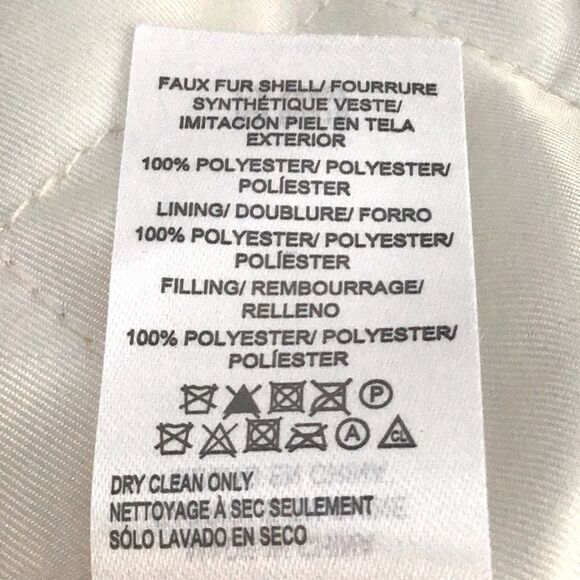 FAUX FUR SHELL/ FOURRURE
SYNTHÉTIQUE VESTE/
IMITACIÓN PIEL EN TELA
EXTERIOR
100% POLYESTER/ POLYESTER/
POLÍESTER
LINING/ DOUBLURE/ FORRO
100% POLYESTER/ POLYESTER/
POLÍESTER
FILLING/ REMBOURRAGE/
RELLENO
100% POLYESTER/ POLYESTER/
POLÍESTER
P
A CL
DRY CLEAN ONLY
NETTOYAGE À SEC SEULEMENT
SÓLO LAVADO EN SECO